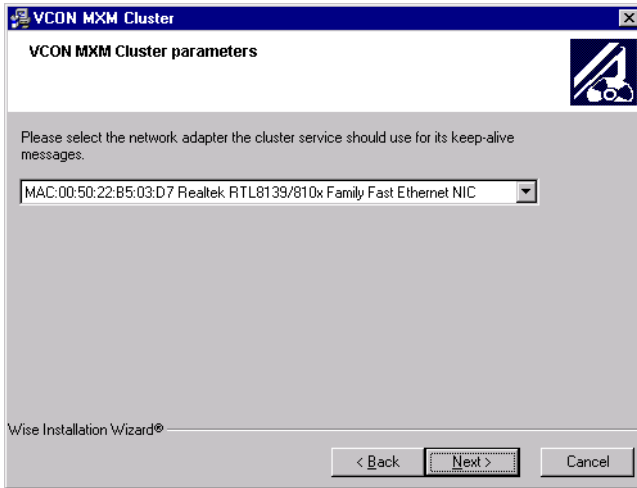 VCON MXM Cluster
VCON MXM Cluster parameters
Please select the network adapter the cluster service should use for its keep-alive
messages.
MAC:00:50:22:B5:03:D7 Realtek RTL8139/810x Family Fast Ethernet NIC
Wise Installation Wizard®
< Back Next > Cancel